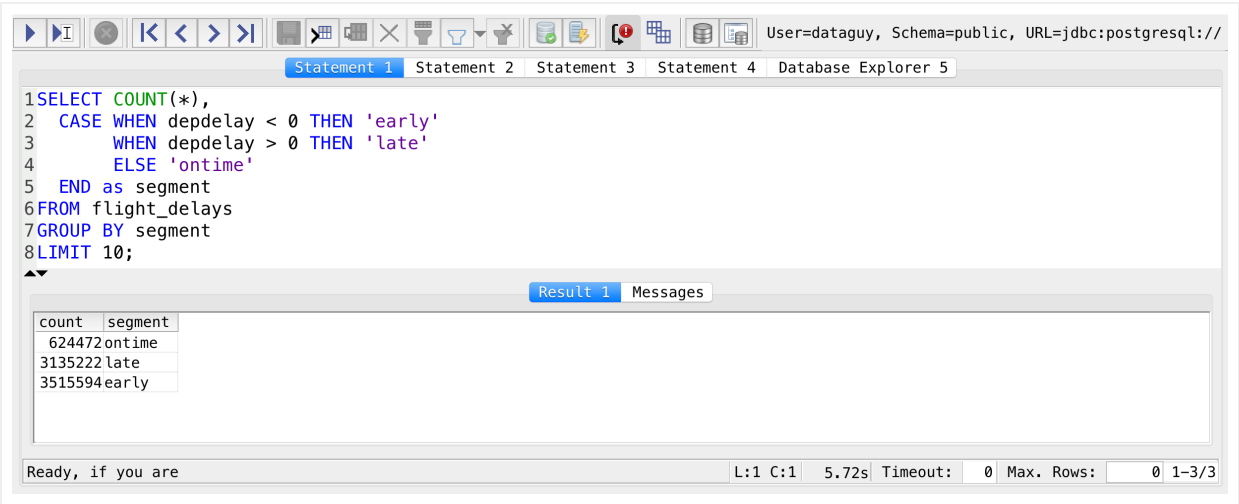 User=dataguy, Schema=public, URL=jdbc:postgresql://
Statement 1 Statement 2 Statement 3 Statement 4 Database Explorer 5
1 SELECT COUNT(*),
2   CASE WHEN depdelay < 0 THEN 'early'
3        WHEN depdelay > 0 THEN 'late'
4        ELSE 'ontime'
5   END as segment
6 FROM flight_delays
7 GROUP BY segment
8 LIMIT 10;
Result 1 Messages
count segment
624472 ontime
3135222 late
3515594 early
Ready, if you are L:1 C:1 5.72s Timeout: 0 Max. Rows: 0 1-3/3